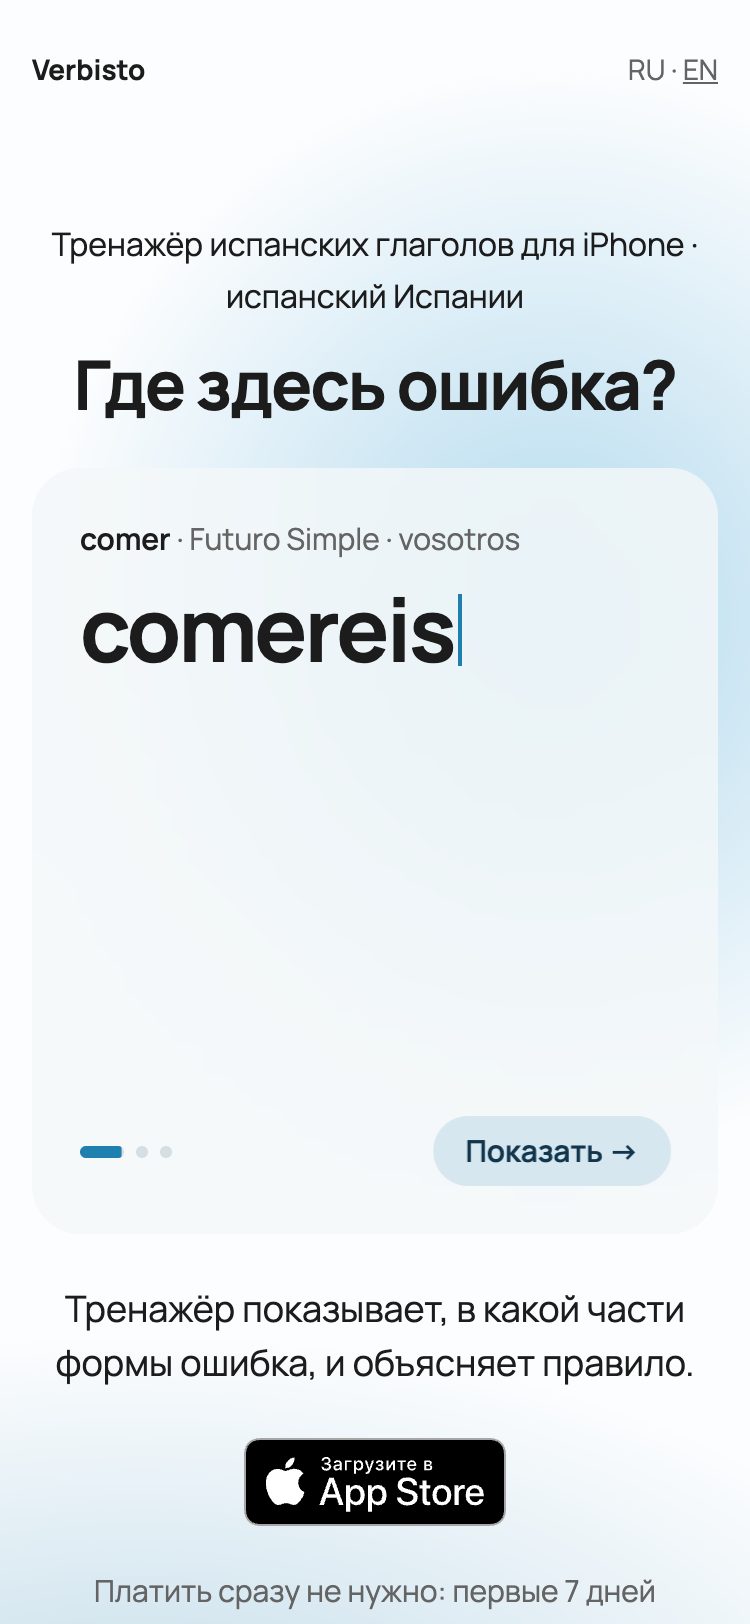 Verbisto
RU · EN
Тренажёр испанских глаголов для iPhone ·
испанский Испании
Где здесь ошибка?
comer · Futuro Simple · vosotros
comereis
Показать →
Тренажёр показывает, в какой части
формы ошибка, и объясняет правило.
Загрузите в
App Store
Платить сразу не нужно: первые 7 дней